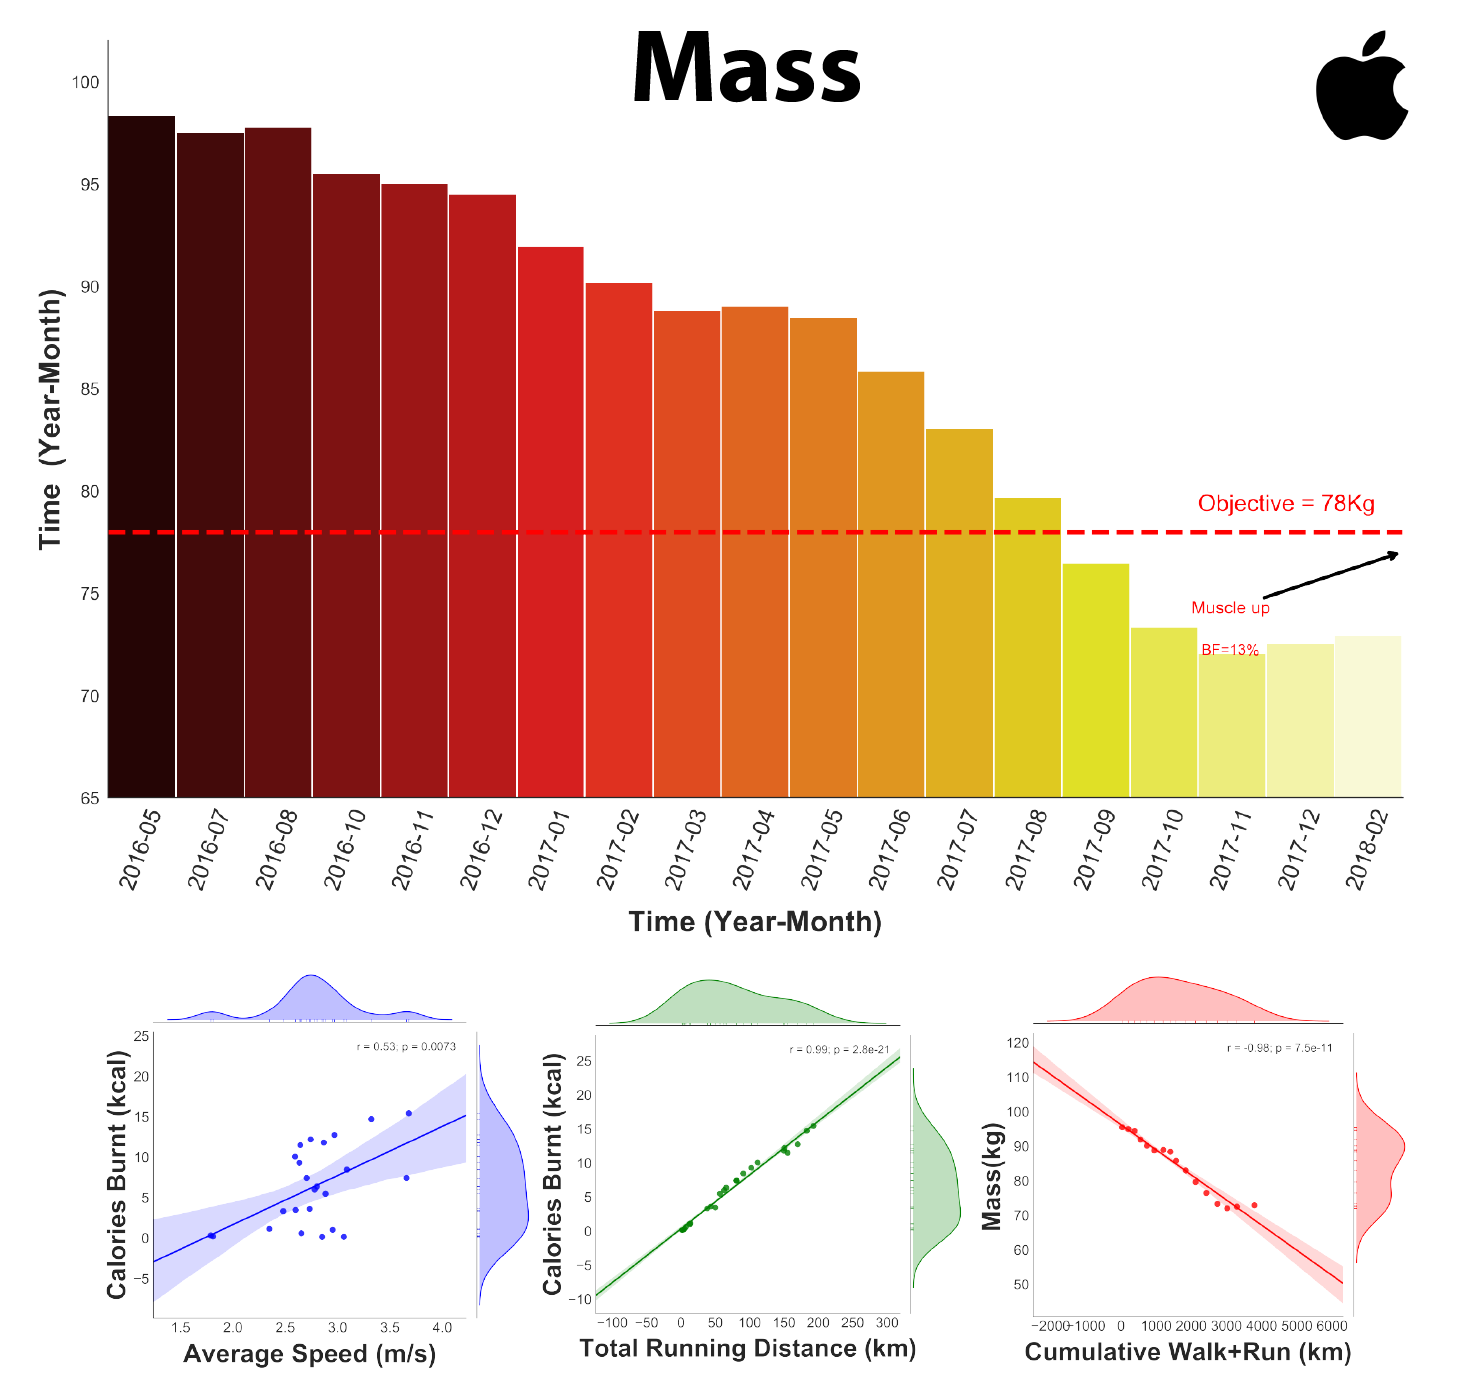 Mass
100
95
90
85
80
75
70
65
Time (Year-Month)
Objective = 78Kg
Muscle up
BF=13%
2016-05
2016-07
2016-08
2016-10
2016-11
2016-12
2017-01
2017-02
2017-03
2017-04
2017-05
2017-06
2017-07
2017-08
2017-09
2017-10
2017-11
2017-12
2018-02
Time (Year-Month)
r = 0.53; p = 0.0073
Calories Burnt (kcal)
25
20
15
10
5
0
−5
1.5 2.0 2.5 3.0 3.5 4.0
Average Speed (m/s)
r = 0.99; p = 2.8e-21
Calories Burnt (kcal)
25
20
15
10
5
0
−5
−10
−100 −50 0 50 100 150 200 250 300
Total Running Distance (km)
r = -0.98; p = 7.5e-11
Mass(kg)
120
110
100
90
80
70
60
50
−2000 −1000 0 1000 2000 3000 4000 5000 6000
Cumulative Walk+Run (km)